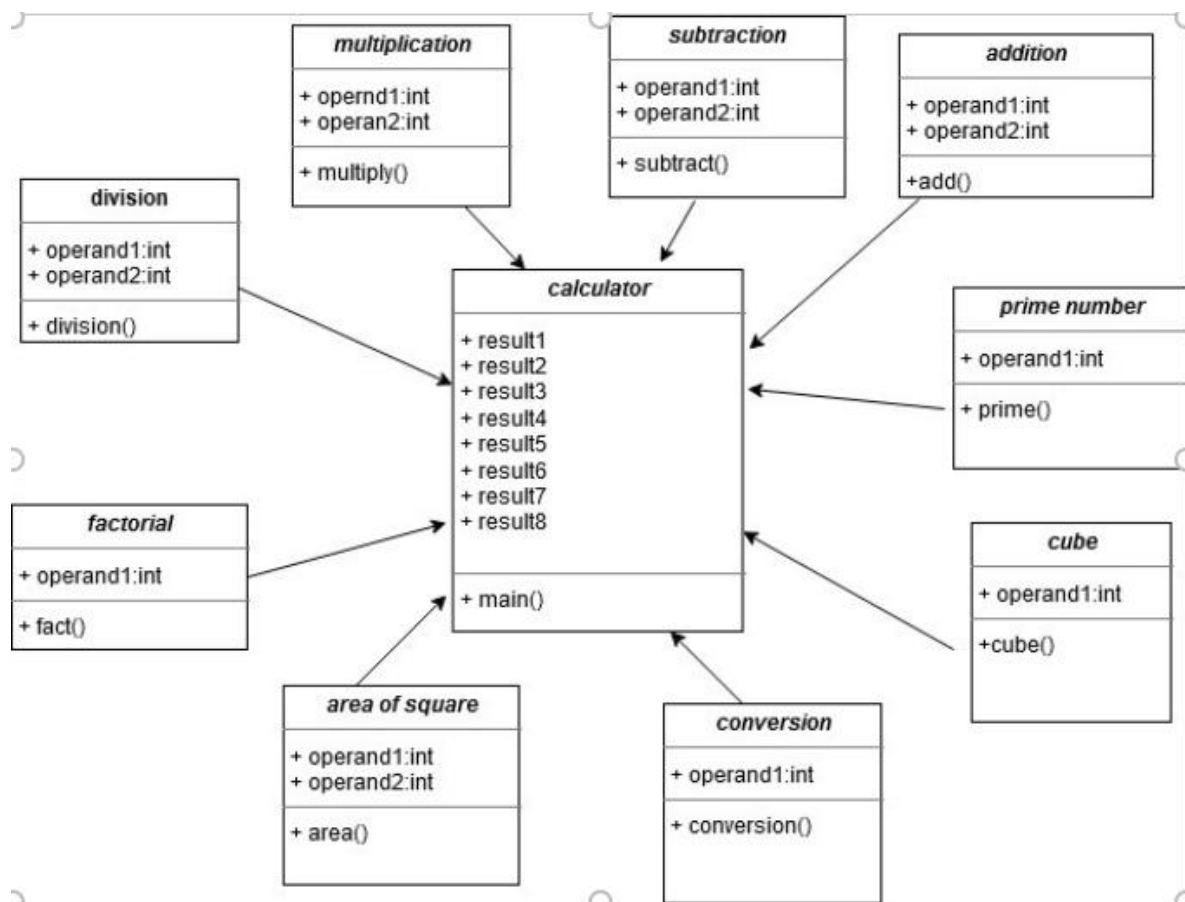 multiplication
+ opernd1:int
+ operan2:int
+ multiply()
subtraction
+ operand1:int
+ operand2:int
+ subtract()
addition
+ operand1:int
+ operand2:int
+add()
division
+ operand1:int
+ operand2:int
+ division()
calculator
+ result1
+ result2
+ result3
+ result4
+ result5
+ result6
+ result7
+ result8
+ main()
prime number
+ operand1:int
+ prime()
factorial
+ operand1:int
+ fact()
cube
+ operand1:int
+cube()
area of square
+ operand1:int
+ operand2:int
+ area()
conversion
+ operand1:int
+ conversion()